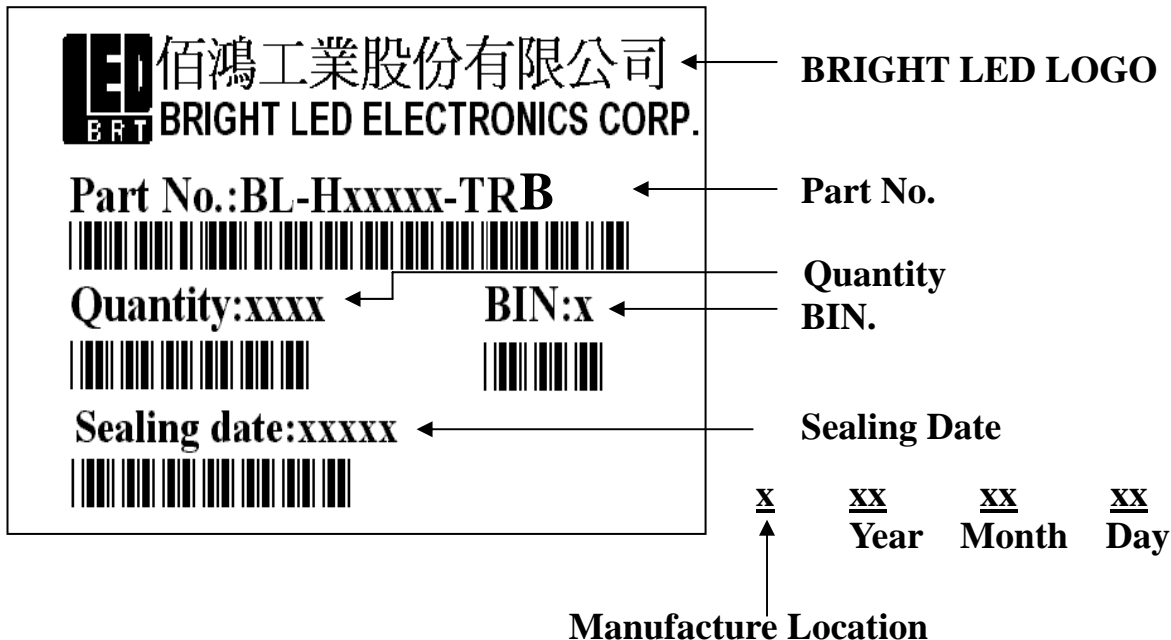 LED 佰鴻工業股份有限公司 BRIGHT LED LOGO
BRT BRIGHT LED ELECTRONICS CORP.
Part No.:BL-Hxxxxx-TRB Part No.
Quantity
Quantity:xxxx BIN:x BIN.
Sealing date:xxxxx Sealing Date
x xx xx xx
Year Month Day
Manufacture Location